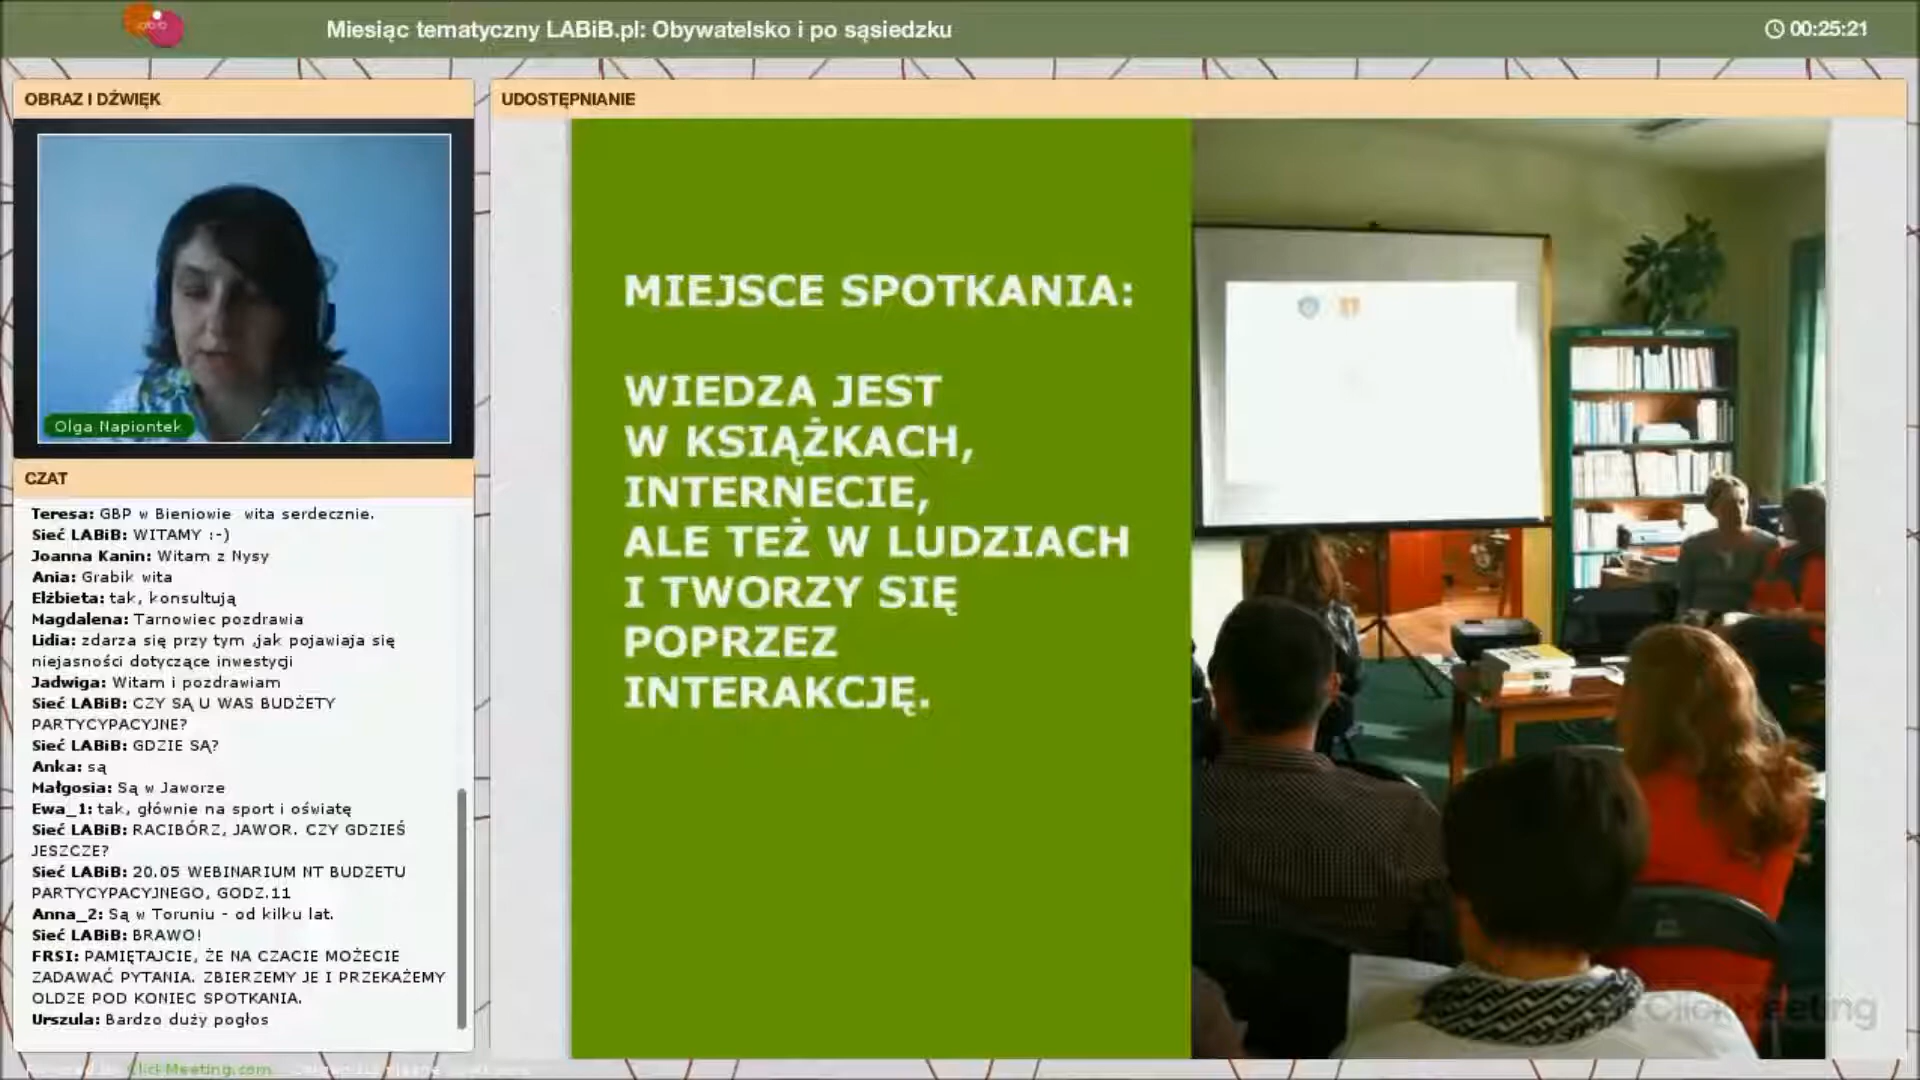 Miesiąc tematyczny LABiB.pl: Obywatelsko i po sąsiedzku
00:25:21
OBRAZ I DŹWIĘK
Olga Napiontek
CZAT
Teresa: GBP w Bieniowie wita serdecznie.
Sieć LABiB: WITAMY :-)
Joanna Kanin: Witam z Nysy
Ania: Grabik wita
Elżbieta: tak, konsultują
Magdalena: Tarnowiec pozdrawia
Lidia: zdarza się przy tym ,jak pojawiaja się
niejasności dotyczące inwestycji
Jadwiga: Witam i pozdrawiam
Sieć LABiB: CZY SĄ U WAS BUDŻETY
PARTYCYPACYJNE?
Sieć LABiB: GDZIE SĄ?
Anka: są
Małgosia: Są w Jaworze
Ewa_1: tak, głównie na sport i oświatę
Sieć LABiB: RACIBÓRZ, JAWOR. CZY GDZIEŚ
JESZCZE?
Sieć LABiB: 20.05 WEBINARIUM NT BUDŻETU
PARTYCYPACYJNEGO, GODZ.11
Anna_2: Są w Toruniu - od kilku lat.
Sieć LABiB: BRAWO!
FRSI: PAMIĘTAJCIE, ŻE NA CZACIE MOŻECIE
ZADAWAĆ PYTANIA. ZBIERZEMY JE I PRZEKAŻEMY
OLDZE POD KONIEC SPOTKANIA.
Urszula: Bardzo duży pogłos
UDOSTĘPNIANIE
MIEJSCE SPOTKANIA:
WIEDZA JEST
W KSIĄŻKACH,
INTERNECIE,
ALE TEŻ W LUDZIACH
I TWORZY SIĘ
POPRZEZ
INTERAKCJĘ.
ClickMeeting
ClickMeeting.com